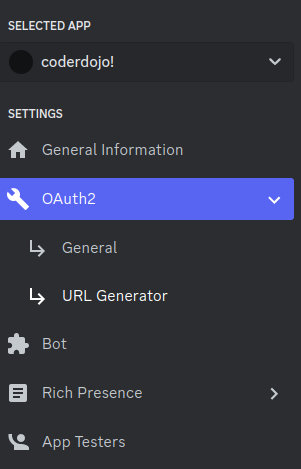 SELECTED APP
coderdojo!
SETTINGS
General Information
OAuth2
General
URL Generator
Bot
Rich Presence
App Testers